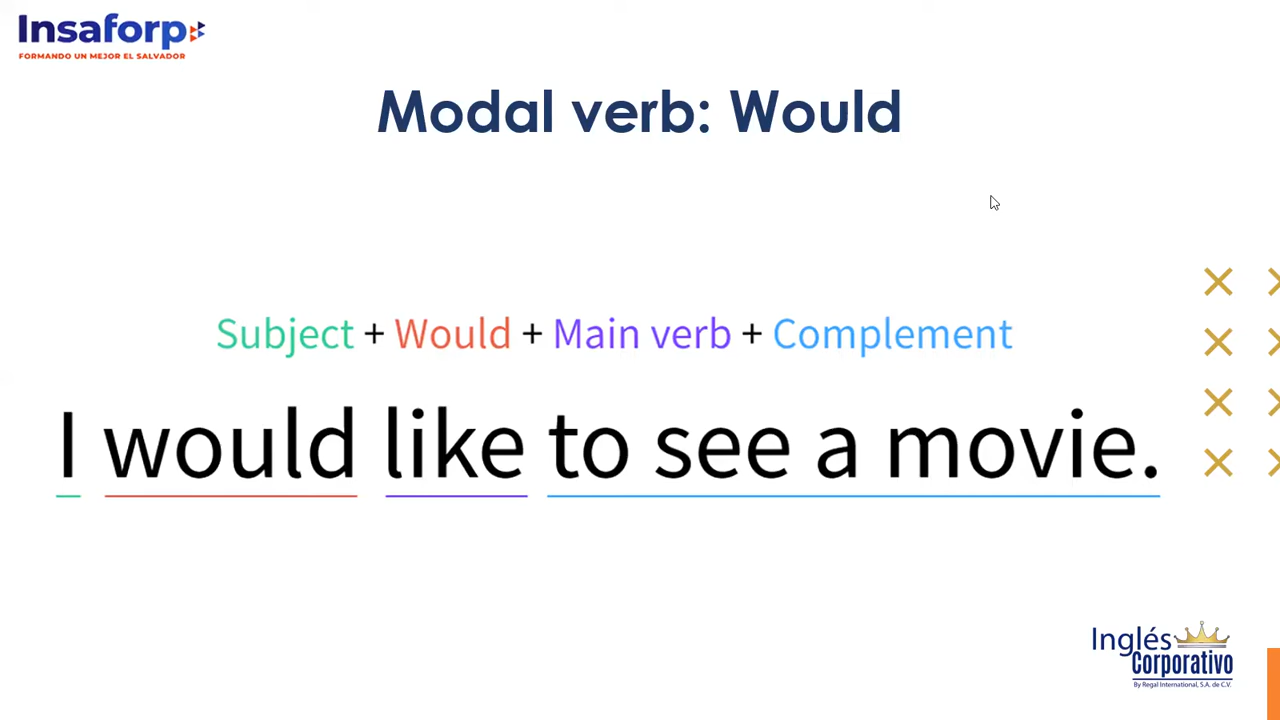 Insaforp
FORMANDO UN MEJOR EL SALVADOR
Modal verb: Would
Subject + Would + Main verb + Complement
I would like to see a movie.
Inglés
Corporativo
By Regal International, S.A. de C.V.